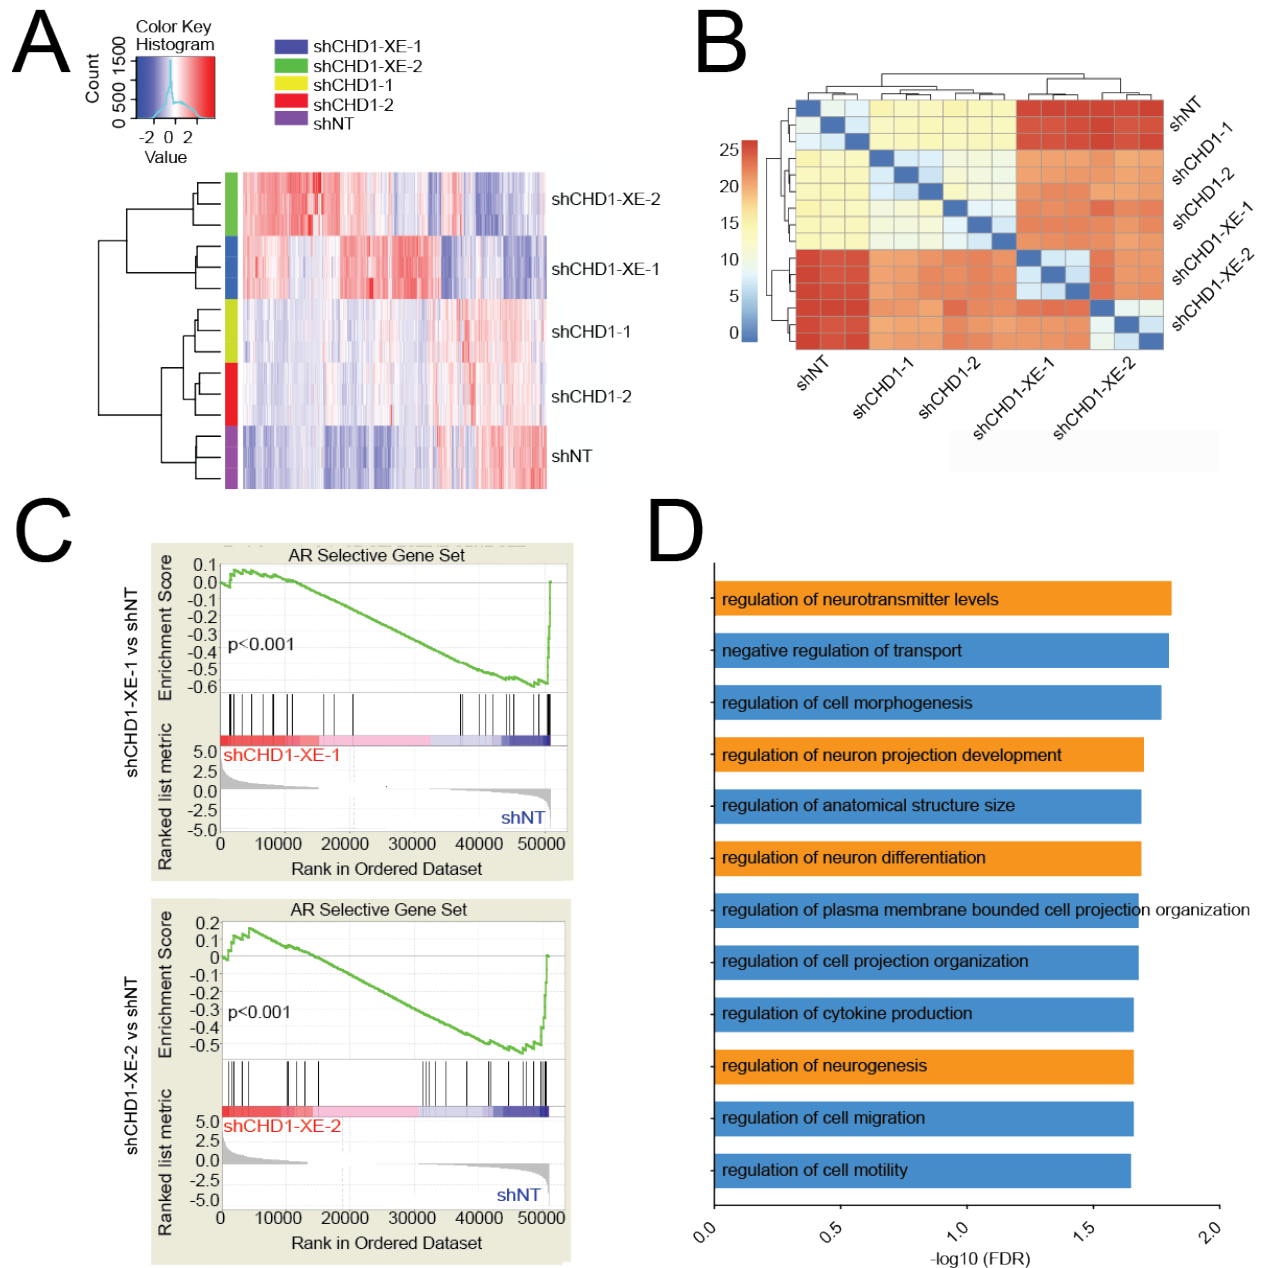 A
Color Key
Histogram
Count
0 500 1500
-2 0 2
Value
shCHD1-XE-1
shCHD1-XE-2
shCHD1-1
shCHD1-2
shNT
shCHD1-XE-2
shCHD1-XE-1
shCHD1-1
shCHD1-2
shNT
B
25
20
15
10
5
0
shNT
shCHD1-1
shCHD1-2
shCHD1-XE-1
shCHD1-XE-2
shNT
shCHD1-1
shCHD1-2
shCHD1-XE-1
shCHD1-XE-2
C
shCHD1-XE-1 vs shNT
AR Selective Gene Set
Enrichment Score
0.1
0.0
-0.1
-0.2
-0.3
-0.4
-0.5
-0.6
p<0.001
Ranked list metric
5.0
2.5
0.0
-2.5
-5.0
shCHD1-XE-1
shNT
0 10000 20000 30000 40000 50000
Rank in Ordered Dataset
shCHD1-XE-2 vs shNT
AR Selective Gene Set
Enrichment Score
0.2
0.1
0
-0.1
-0.2
-0.3
-0.4
-0.5
p<0.001
Ranked list metric
5.0
2.5
0.0
-2.5
-5.0
shCHD1-XE-2
shNT
0 10000 20000 30000 40000 50000
Rank in Ordered Dataset
D
regulation of neurotransmitter levels
negative regulation of transport
regulation of cell morphogenesis
regulation of neuron projection development
regulation of anatomical structure size
regulation of neuron differentiation
regulation of plasma membrane bounded cell projection organization
regulation of cell projection organization
regulation of cytokine production
regulation of neurogenesis
regulation of cell migration
regulation of cell motility
0.0 0.5 1.0 1.5 2.0
-log10 (FDR)